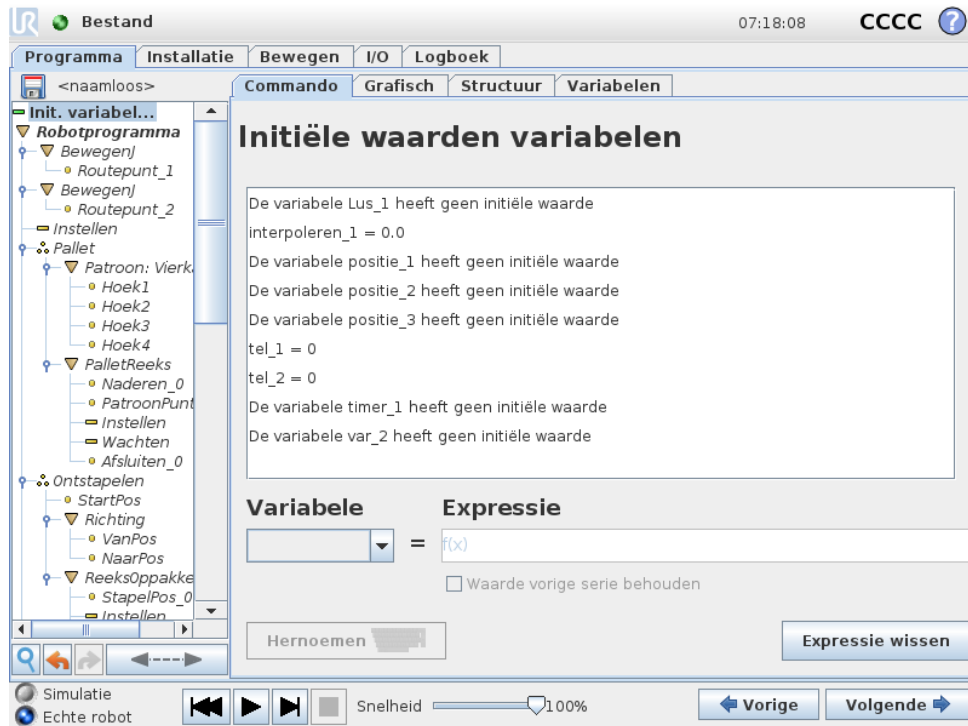 UR Bestand 07:18:08 CCCC ?
Programma Installatie Bewegen I/O Logboek
<naamloos>
Commando Grafisch Structuur Variabelen
Init. variabel...
Robotprogramma
BewegenJ
Routepunt_1
BewegenJ
Routepunt_2
Instellen
Pallet
Patroon: Vierk
Hoek1
Hoek2
Hoek3
Hoek4
PalletReeks
Naderen_0
PatroonPunt
Instellen
Wachten
Afsluiten_0
Ontstapelen
StartPos
Richting
VanPos
NaarPos
ReeksOppakke
StapelPos_0
Instellen
Initiële waarden variabelen
De variabele Lus_1 heeft geen initiële waarde
interpoleren_1 = 0.0
De variabele positie_1 heeft geen initiële waarde
De variabele positie_2 heeft geen initiële waarde
De variabele positie_3 heeft geen initiële waarde
tel_1 = 0
tel_2 = 0
De variabele timer_1 heeft geen initiële waarde
De variabele var_2 heeft geen initiële waarde
Variabele Expressie
= f(x)
Waarde vorige serie behouden
Hernoemen Expressie wissen
Simulatie
Echte robot
Snelheid 100%
Vorige Volgende